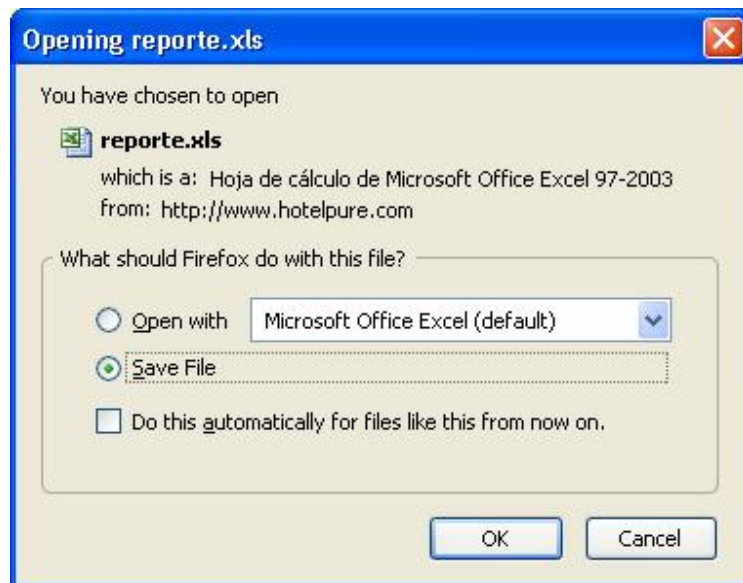 Opening reporte.xls
You have chosen to open
reporte.xls
which is a: Hoja de cálculo de Microsoft Office Excel 97-2003
from: http://www.hotelpure.com
What should Firefox do with this file?
Open with Microsoft Office Excel (default)
Save File
Do this automatically for files like this from now on.
OK Cancel